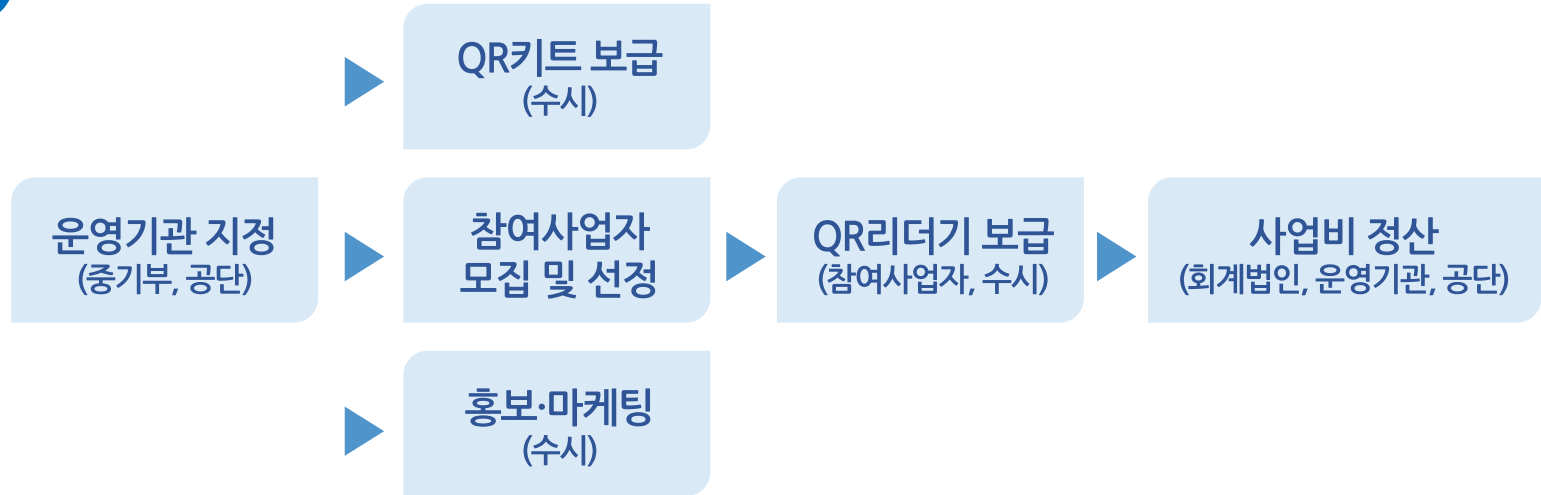 QR키트 보급
(수시)
운영기관 지정
(중기부, 공단)
참여사업자
모집 및 선정
QR리더기 보급
(참여사업자, 수시)
사업비 정산
(회계법인, 운영기관, 공단)
홍보·마케팅
(수시)